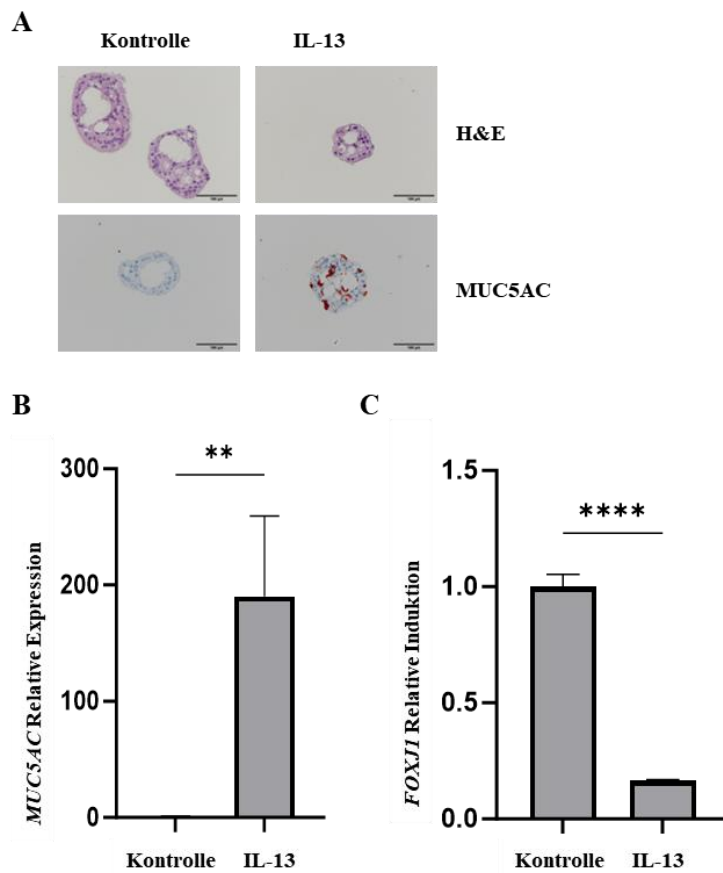 A
Kontrolle IL-13
H&E
MUC5AC
B
C
**
****
300
200
100
0
MUC5AC Relative Expression
Kontrolle IL-13
1.5
1.0
0.5
0.0
FOXJ1 Relative Induktion
Kontrolle IL-13